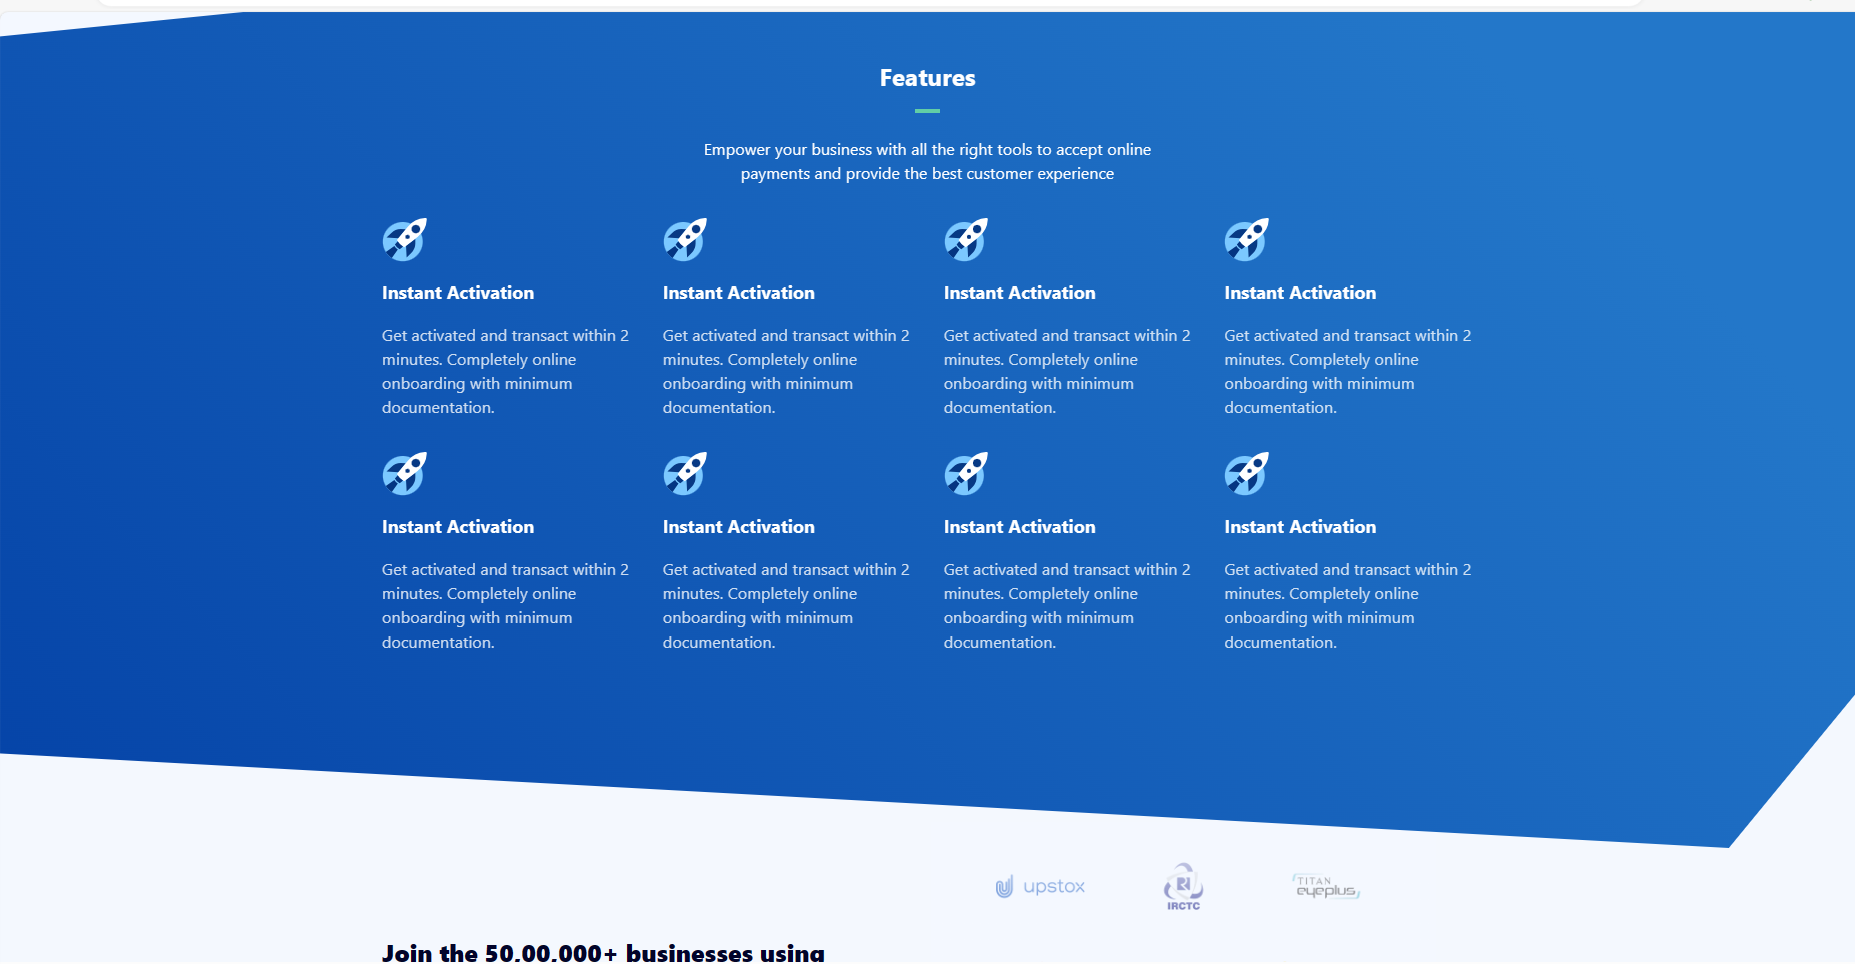 Features
Empower your business with all the right tools to accept online
payments and provide the best customer experience
Instant Activation
Get activated and transact within 2
minutes. Completely online
onboarding with minimum
documentation.
Instant Activation
Get activated and transact within 2
minutes. Completely online
onboarding with minimum
documentation.
Instant Activation
Get activated and transact within 2
minutes. Completely online
onboarding with minimum
documentation.
Instant Activation
Get activated and transact within 2
minutes. Completely online
onboarding with minimum
documentation.
Instant Activation
Get activated and transact within 2
minutes. Completely online
onboarding with minimum
documentation.
Instant Activation
Get activated and transact within 2
minutes. Completely online
onboarding with minimum
documentation.
Instant Activation
Get activated and transact within 2
minutes. Completely online
onboarding with minimum
documentation.
Instant Activation
Get activated and transact within 2
minutes. Completely online
onboarding with minimum
documentation.
upstox
IRCTC
TITAN
eyeplus
Join the 50,00,000+ businesses using